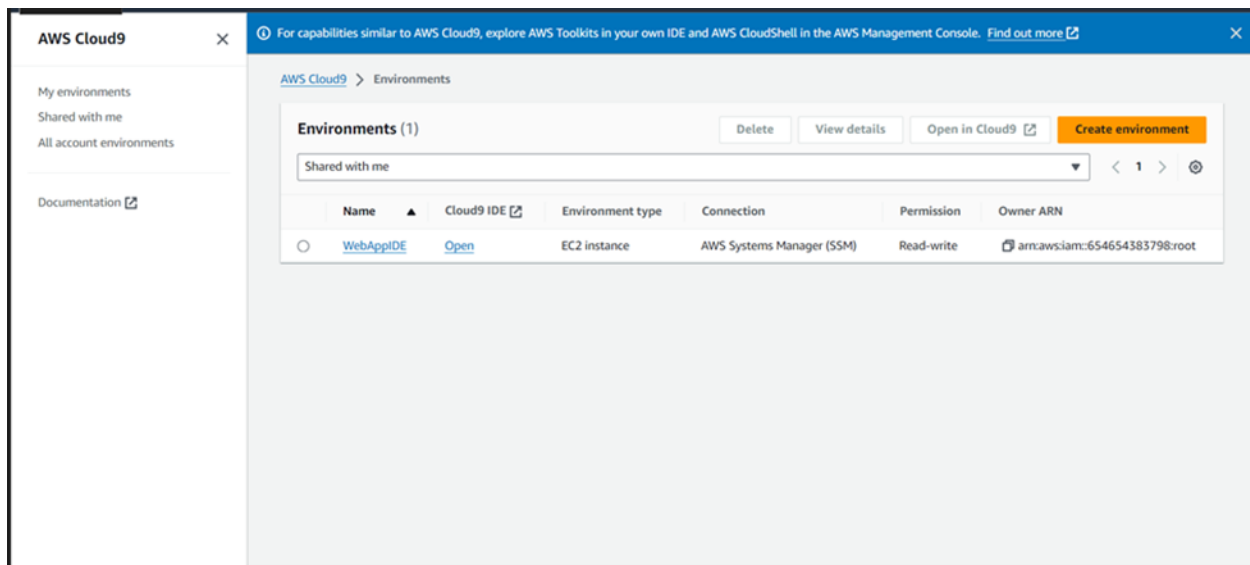 AWS Cloud9
For capabilities similar to AWS Cloud9, explore AWS Toolkits in your own IDE and AWS CloudShell in the AWS Management Console. Find out more
My environments
Shared with me
All account environments
Documentation
AWS Cloud9 > Environments
Environments (1)
Delete View details Open in Cloud9 Create environment
Shared with me
< 1 >
Name Cloud9 IDE Environment type Connection Permission Owner ARN
WebAppIDE Open EC2 instance AWS Systems Manager (SSM) Read-write arn:aws:iam::654654383798:root